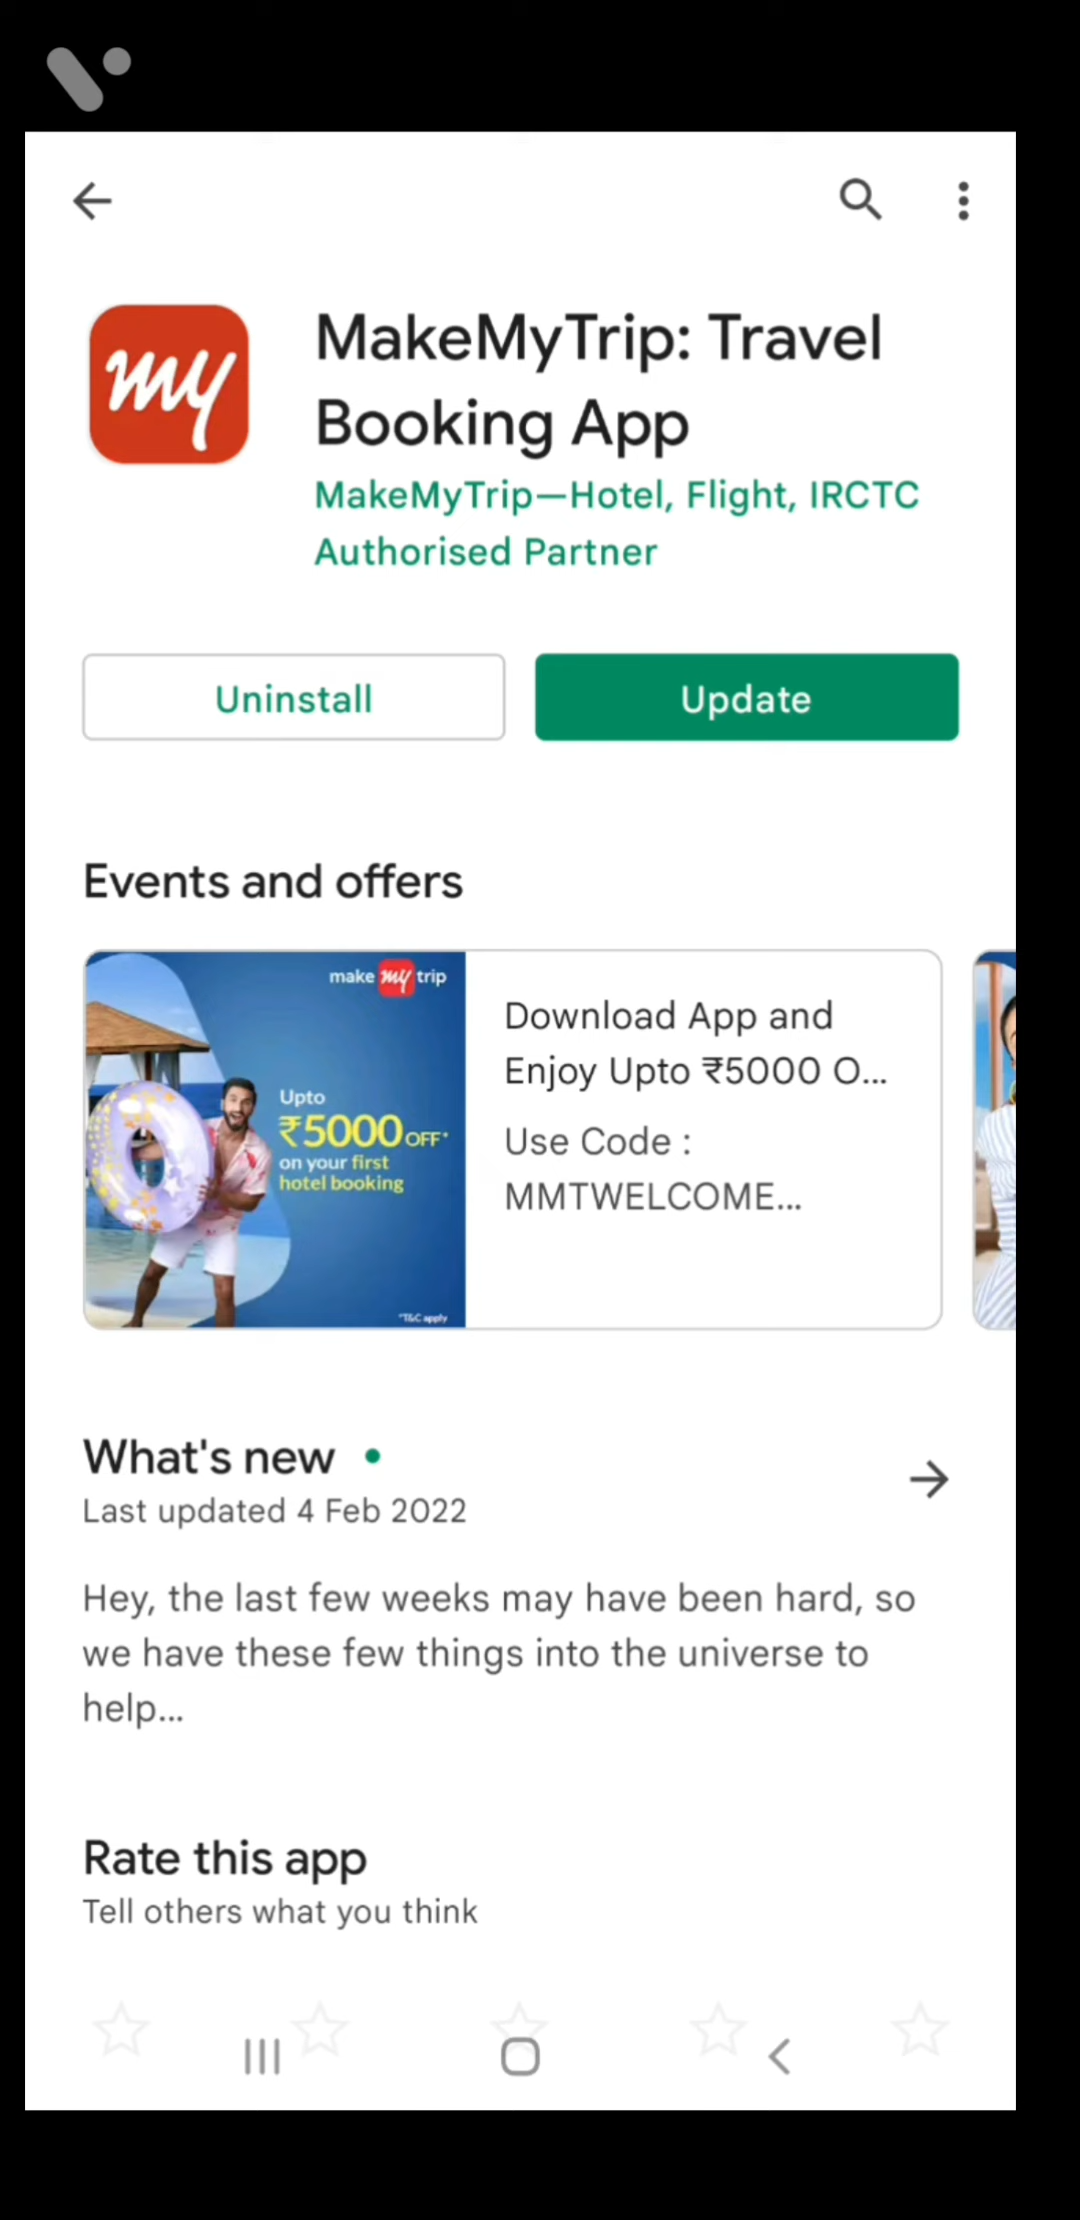 my
MakeMyTrip: Travel
Booking App
MakeMyTrip—Hotel, Flight, IRCTC
Authorised Partner
Uninstall
Update
Events and offers
make my trip
Upto
₹5000 OFF*
on your first
hotel booking
*T&C apply
Download App and
Enjoy Upto ₹5000 O...
Use Code :
MMTWELCOME...
What's new
Last updated 4 Feb 2022
Hey, the last few weeks may have been hard, so
we have these few things into the universe to
help...
Rate this app
Tell others what you think